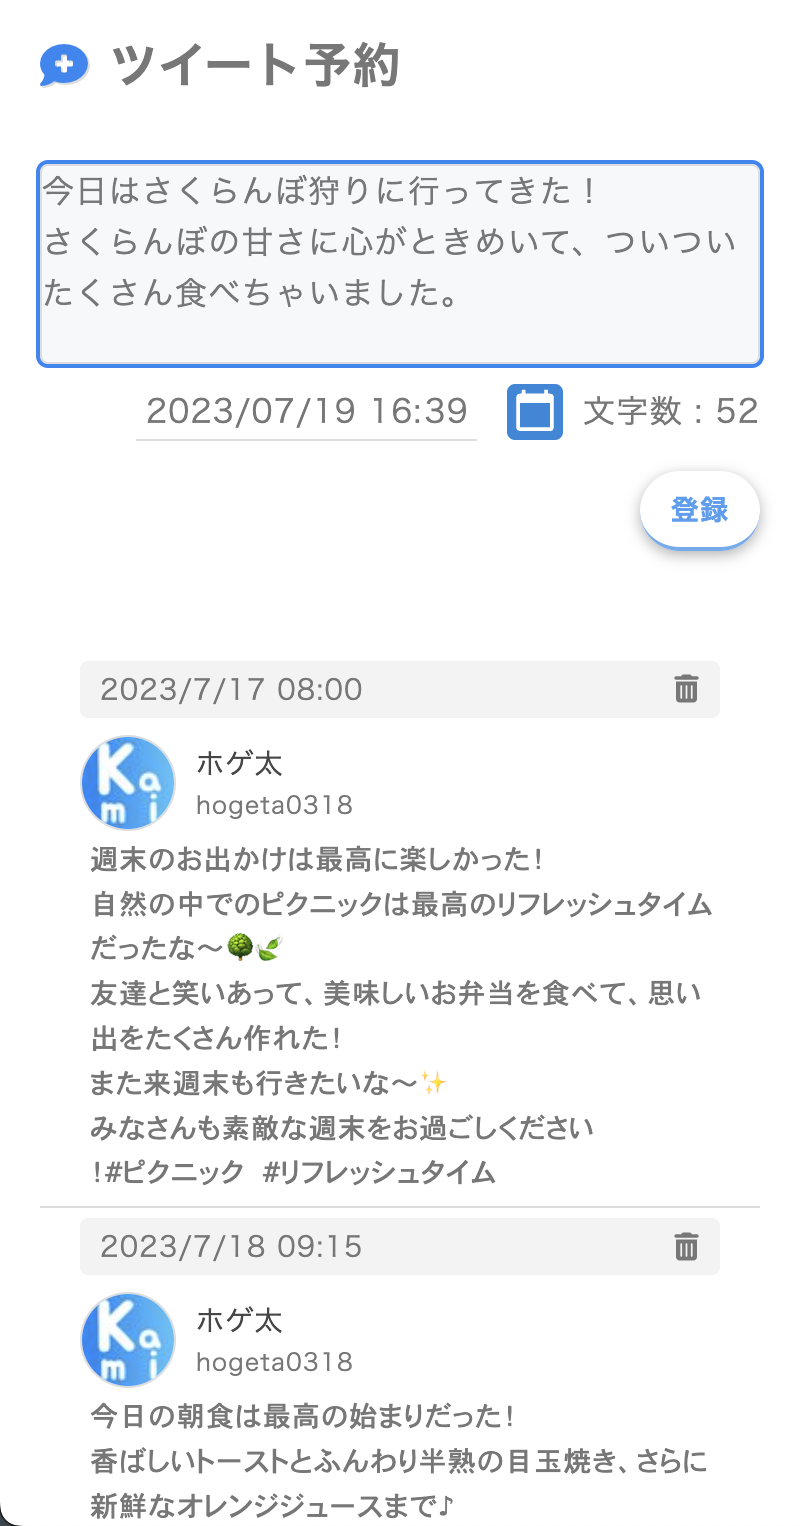 ツイート予約
今日はさくらんぼ狩りに行ってきた！
さくらんぼの甘さに心がときめいて、ついつい
たくさん食べちゃいました。
2023/07/19 16:39 文字数：52
登録
2023/7/17 08:00
Kami
ホゲ太
hogeta0318
週末のお出かけは最高に楽しかった！
自然の中でのピクニックは最高のリフレッシュタイム
だったな〜🌳🍃
友達と笑いあって、美味しいお弁当を食べて、思い
出をたくさん作れた！
また来週末も行きたいな〜✨
みなさんも素敵な週末をお過ごしください
！#ピクニック #リフレッシュタイム
2023/7/18 09:15
Kami
ホゲ太
hogeta0318
今日の朝食は最高の始まりだった！
香ばしいトーストとふんわり半熟の目玉焼き、さらに
新鮮なオレンジジュースまで♪